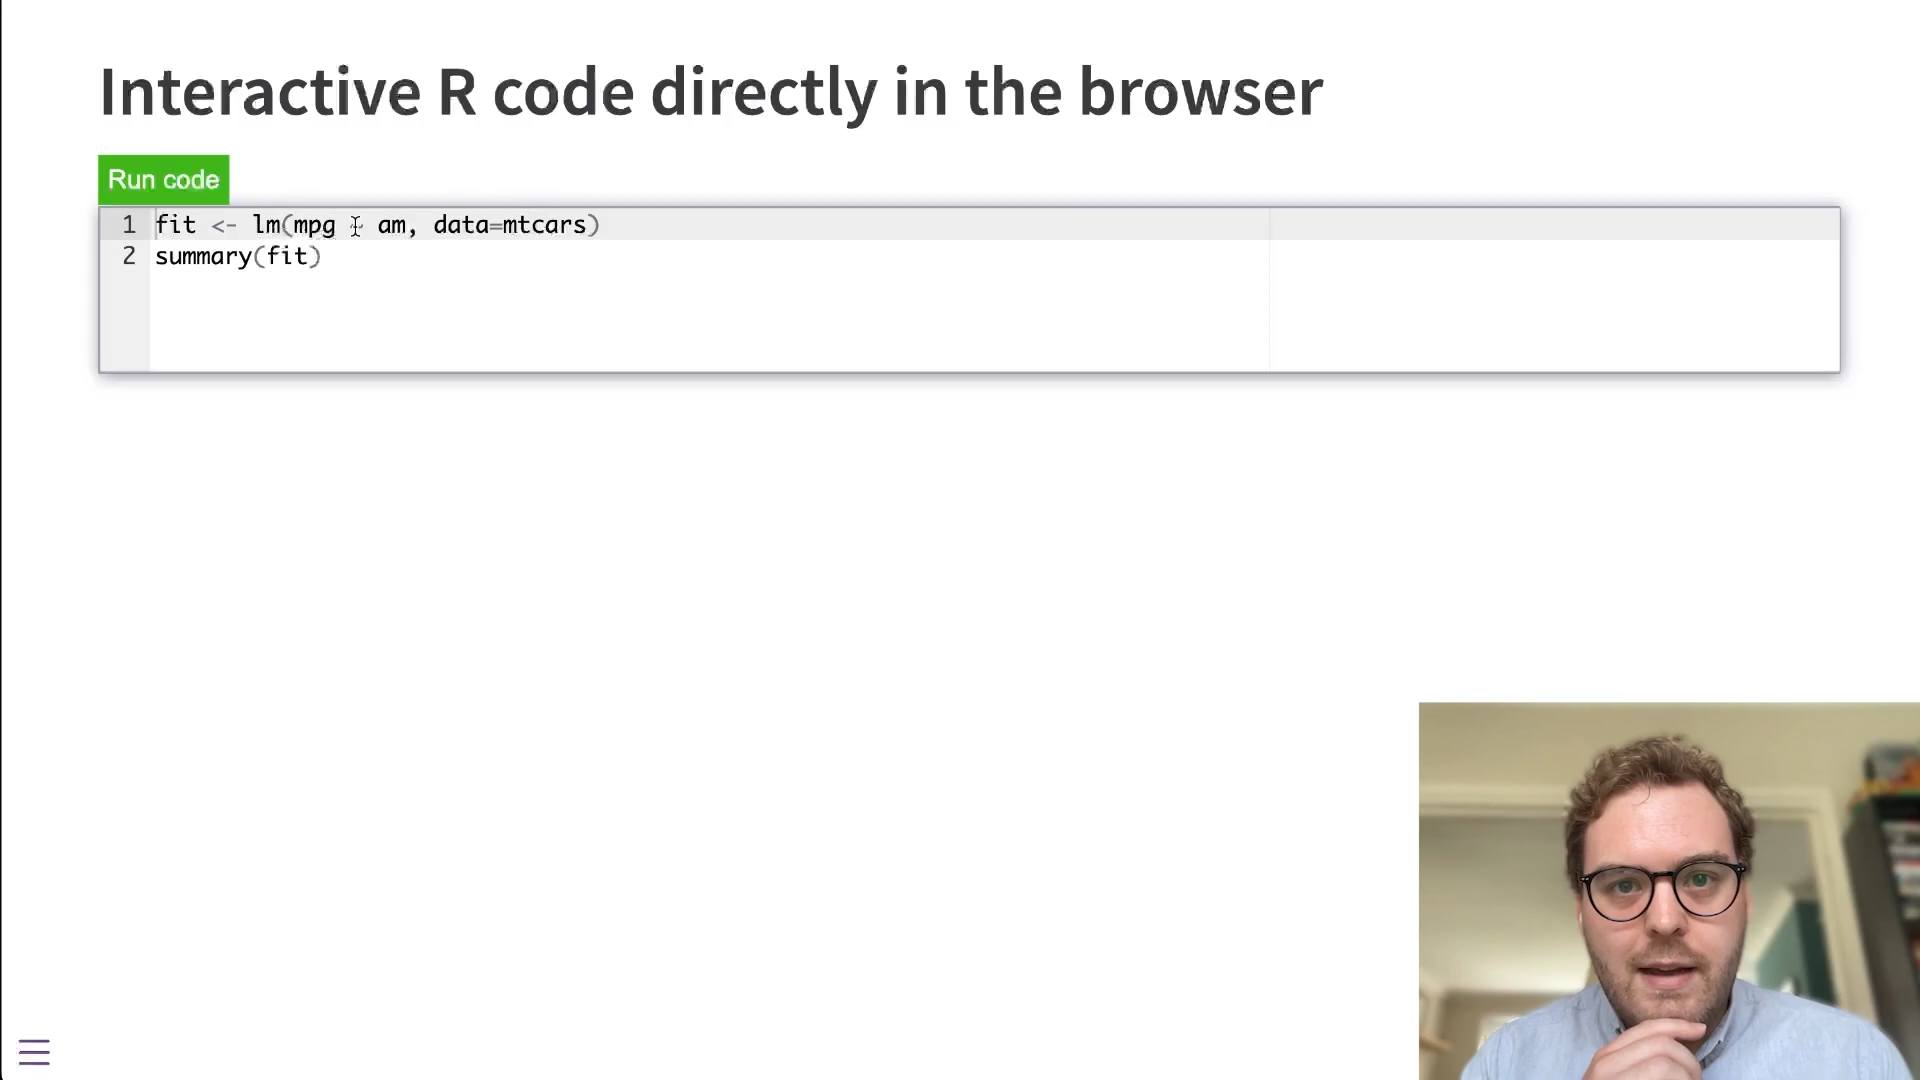 Interactive R code directly in the browser
Run code
1 fit <- lm(mpg ~ am, data=mtcars)
2 summary(fit)